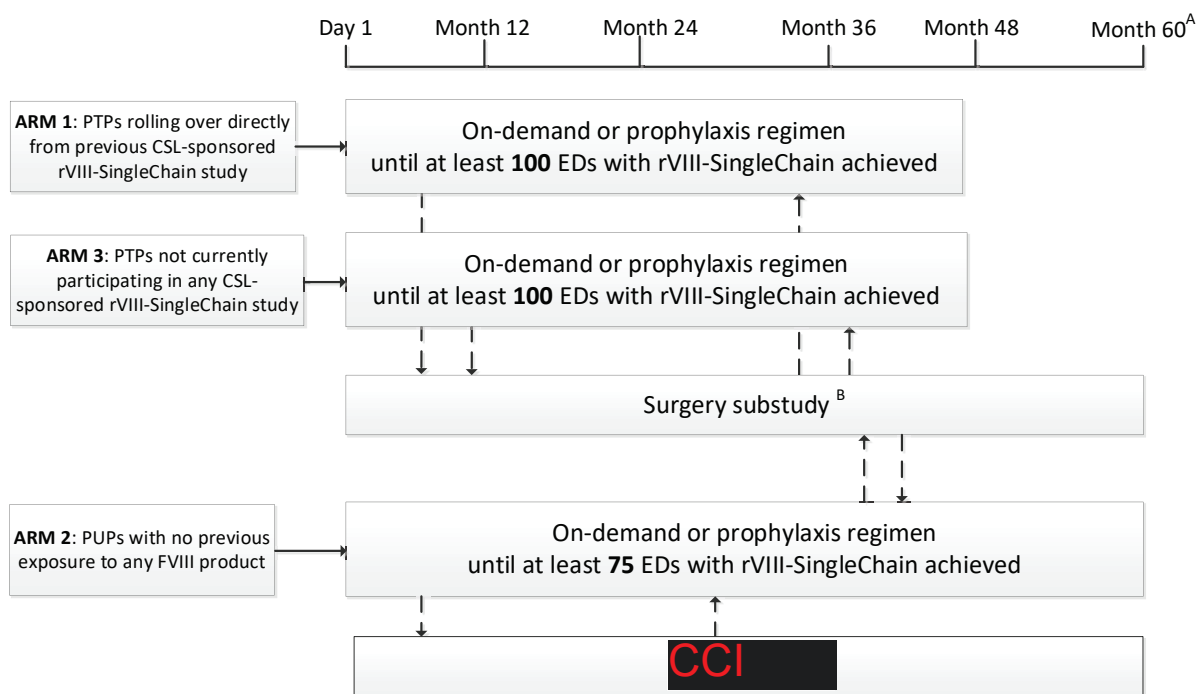 Day 1 Month 12 Month 24 Month 36 Month 48 Month 60 A
ARM 1: PTPs rolling over directly
from previous CSL-sponsored
rVIII-SingleChain study
On-demand or prophylaxis regimen
until at least 100 EDs with rVIII-SingleChain achieved
ARM 3: PTPs not currently
participating in any CSL-
sponsored rVIII-SingleChain study
On-demand or prophylaxis regimen
until at least 100 EDs with rVIII-SingleChain achieved
Surgery substudy B
ARM 2: PUPs with no previous
exposure to any FVIII product
On-demand or prophylaxis regimen
until at least 75 EDs with rVIII-SingleChain achieved
CCI